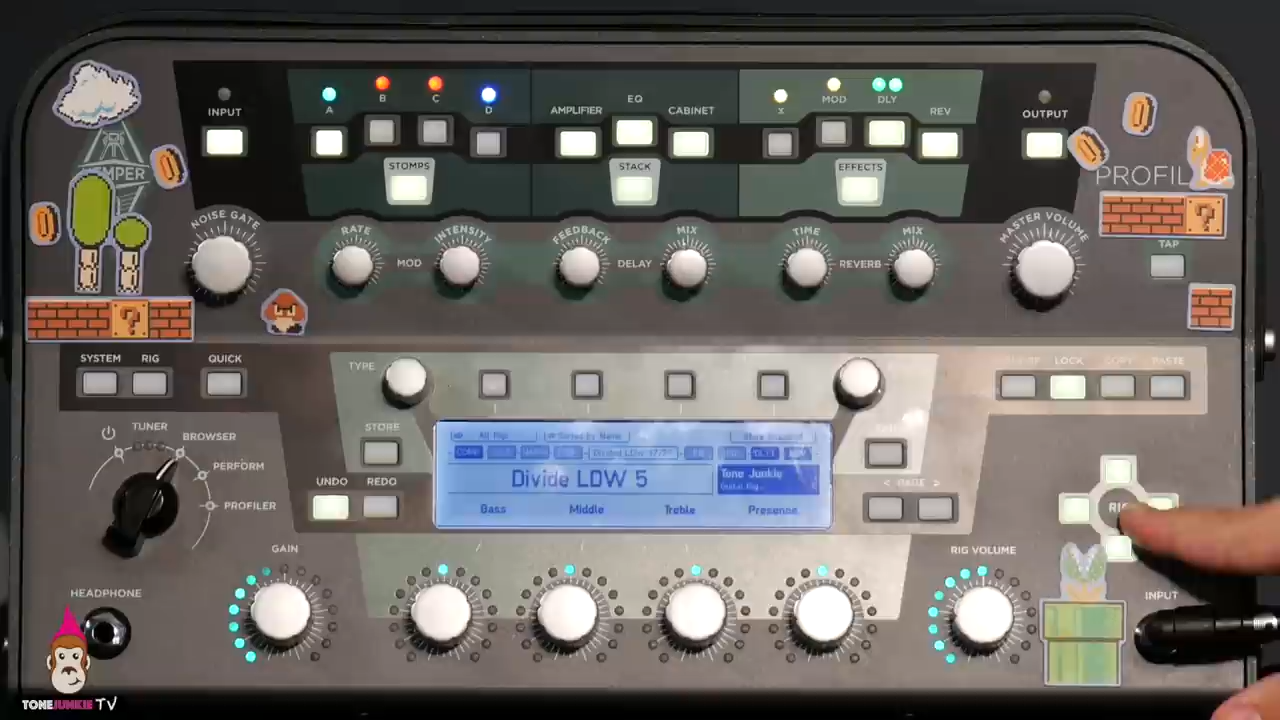 INPUT
A
B
C
D
AMPLIFIER
EQ
CABINET
X
MOD
DLY
REV
OUTPUT
STOMPS
STACK
EFFECTS
PROFIL
NOISE GATE
RATE
MOD
INTENSITY
FEEDBACK
DELAY
MIX
TIME
REVERB
MIX
MASTER VOLUME
TAP
?
?
SYSTEM
RIG
QUICK
TYPE
LOCK
COPY
PASTE
STORE
TUNER
BROWSER
PERFORM
PROFILER
UNDO
REDO
Sorted by Name
Divide LDW 5
Tone Junkie
Bass
Middle
Treble
Presence
< PAGE >
GAIN
RIG VOLUME
HEADPHONE
INPUT
TONEJUNKIE TV